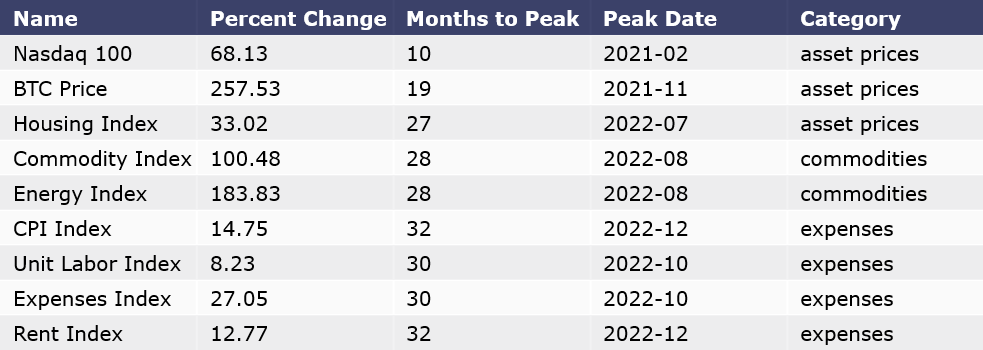 Name Percent Change Months to Peak Peak Date Category
Nasdaq 100 68.13 10 2021-02 asset prices
BTC Price 257.53 19 2021-11 asset prices
Housing Index 33.02 27 2022-07 asset prices
Commodity Index 100.48 28 2022-08 commodities
Energy Index 183.83 28 2022-08 commodities
CPI Index 14.75 32 2022-12 expenses
Unit Labor Index 8.23 30 2022-10 expenses
Expenses Index 27.05 30 2022-10 expenses
Rent Index 12.77 32 2022-12 expenses